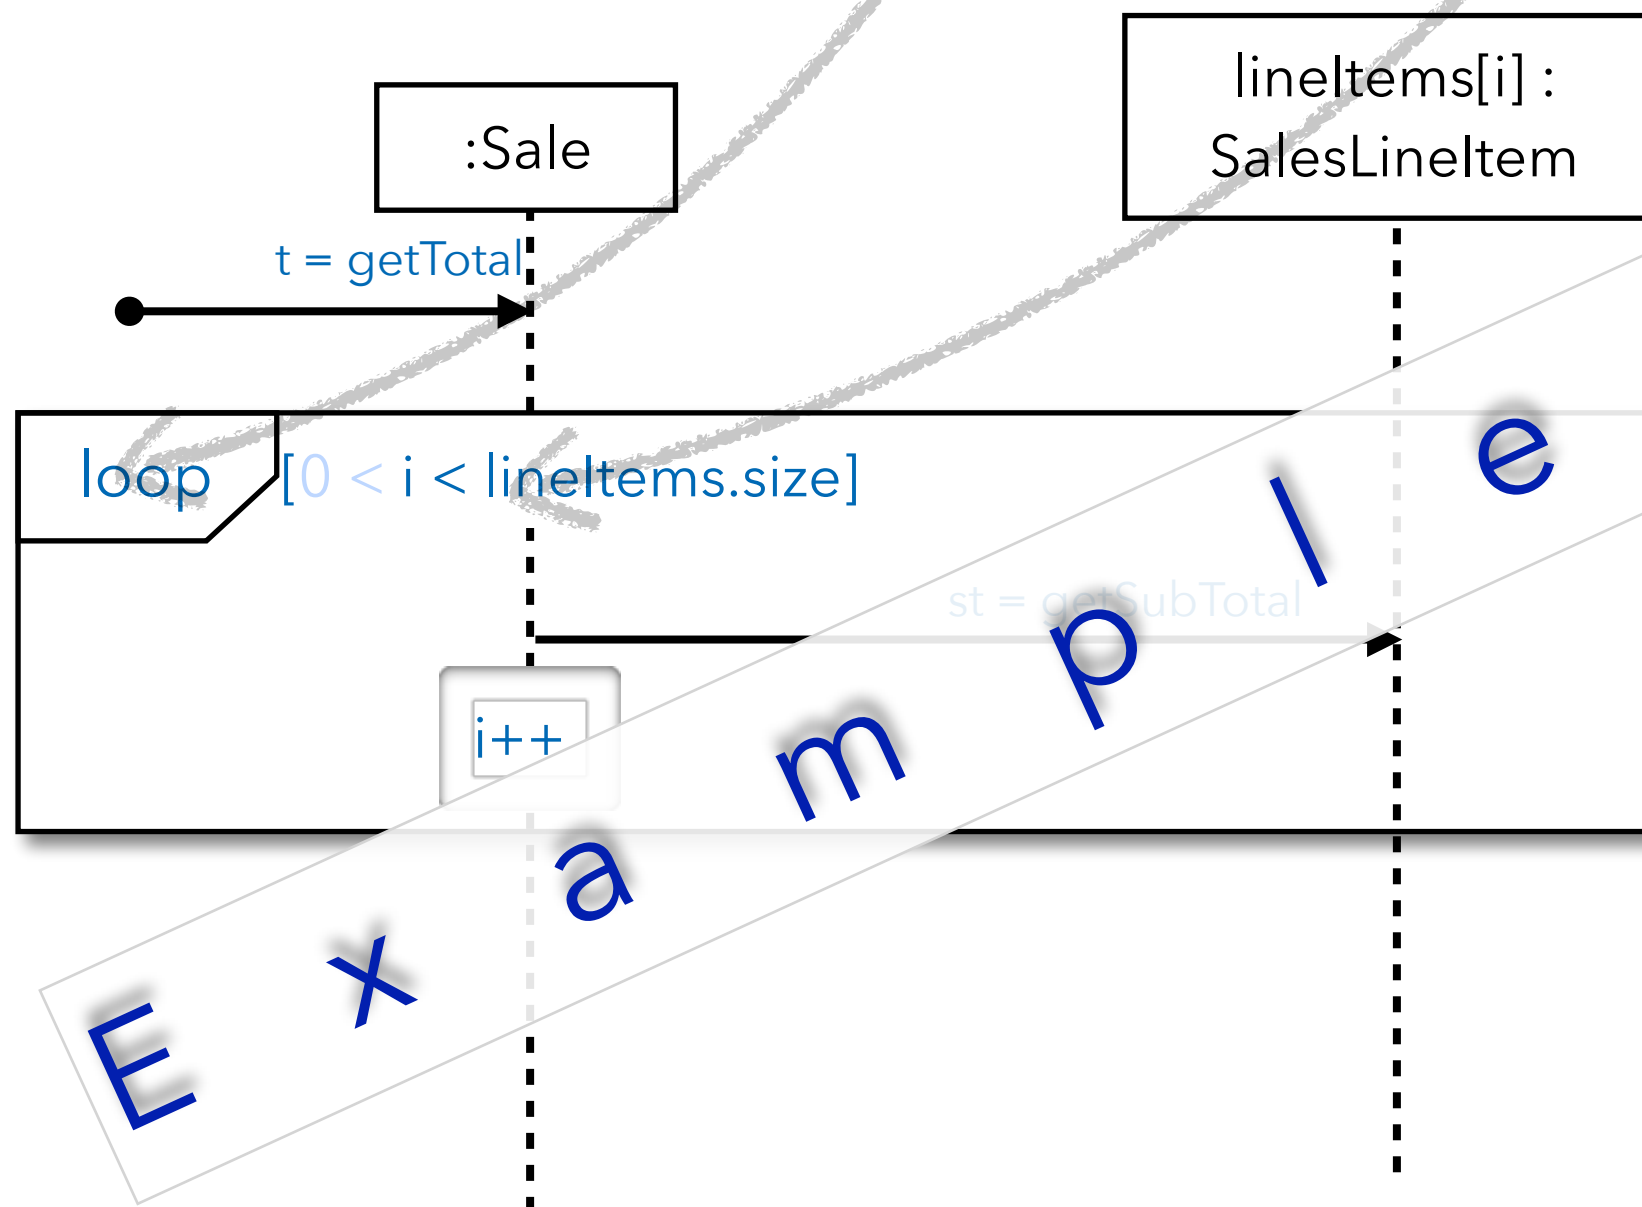 lineItems[i] :
SalesLineItem
:Sale
t = getTotal
loop [0 < i < lineItems.size]
st = getSubTotal
i++
Example